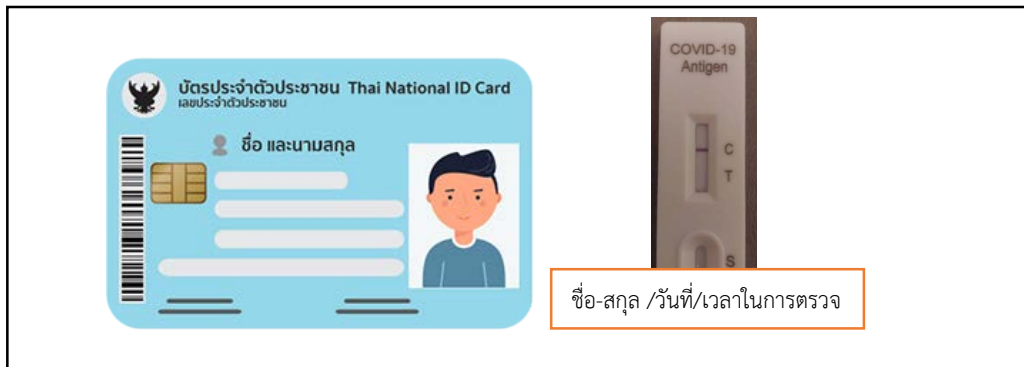 บัตรประจำตัวประชาชน Thai National ID Card
เลขประจำตัวประชาชน
ชื่อ และนามสกุล
COVID-19
Antigen
C
T
S
ชื่อ-สกุล /วันที่/เวลาในการตรวจ